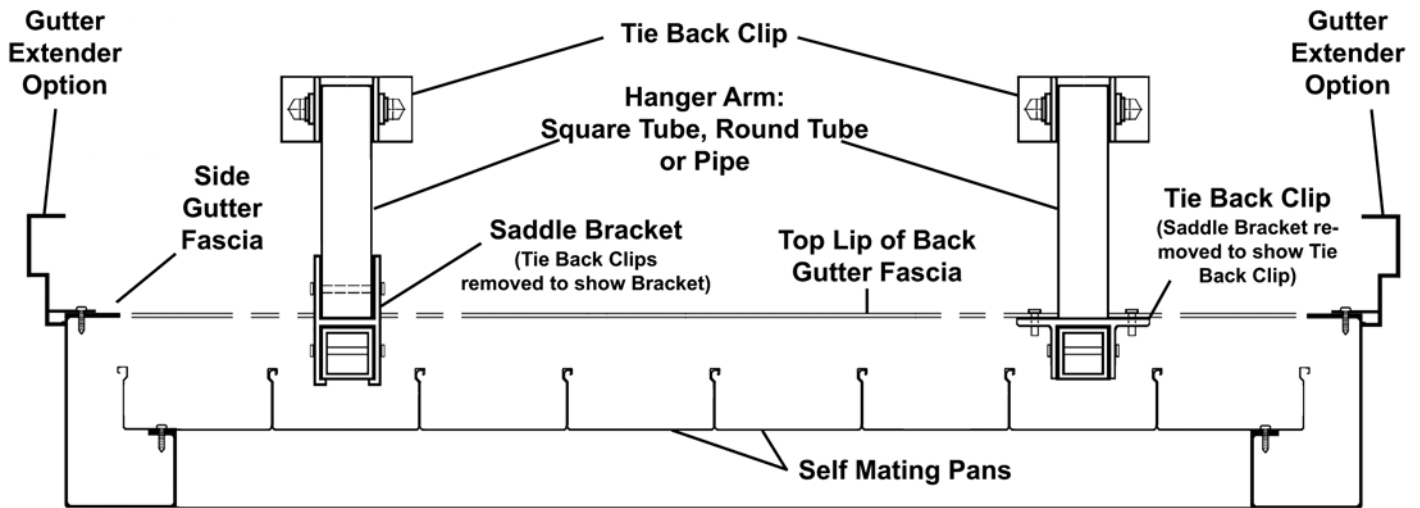 Gutter
Extender
Option
Tie Back Clip
Gutter
Extender
Option
Hanger Arm:
Square Tube, Round Tube
or Pipe
Side
Gutter
Fascia
Saddle Bracket
(Tie Back Clips
removed to show Bracket)
Top Lip of Back
Gutter Fascia
Tie Back Clip
(Saddle Bracket re-
moved to show Tie
Back Clip)
Self Mating Pans